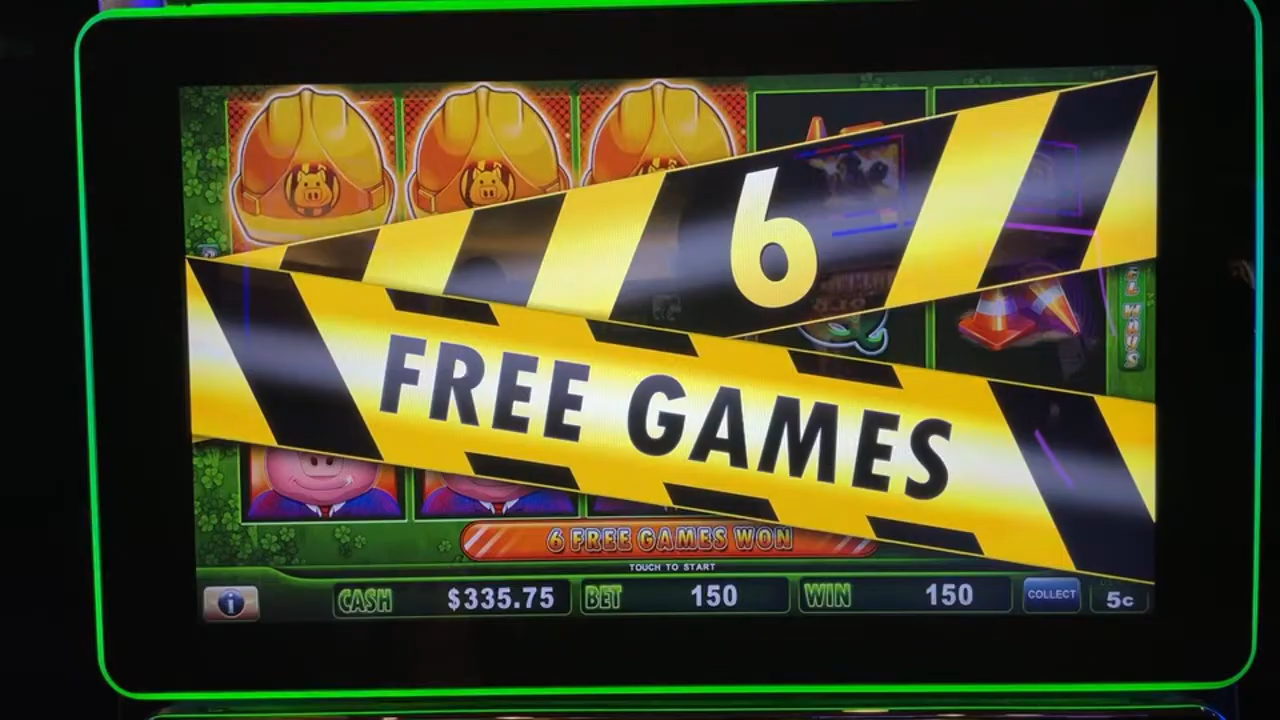 6
FREE GAMES
6 FREE GAMES WON
TOUCH TO START
CASH $335.75 BET 150 WIN 150 COLLECT 5c